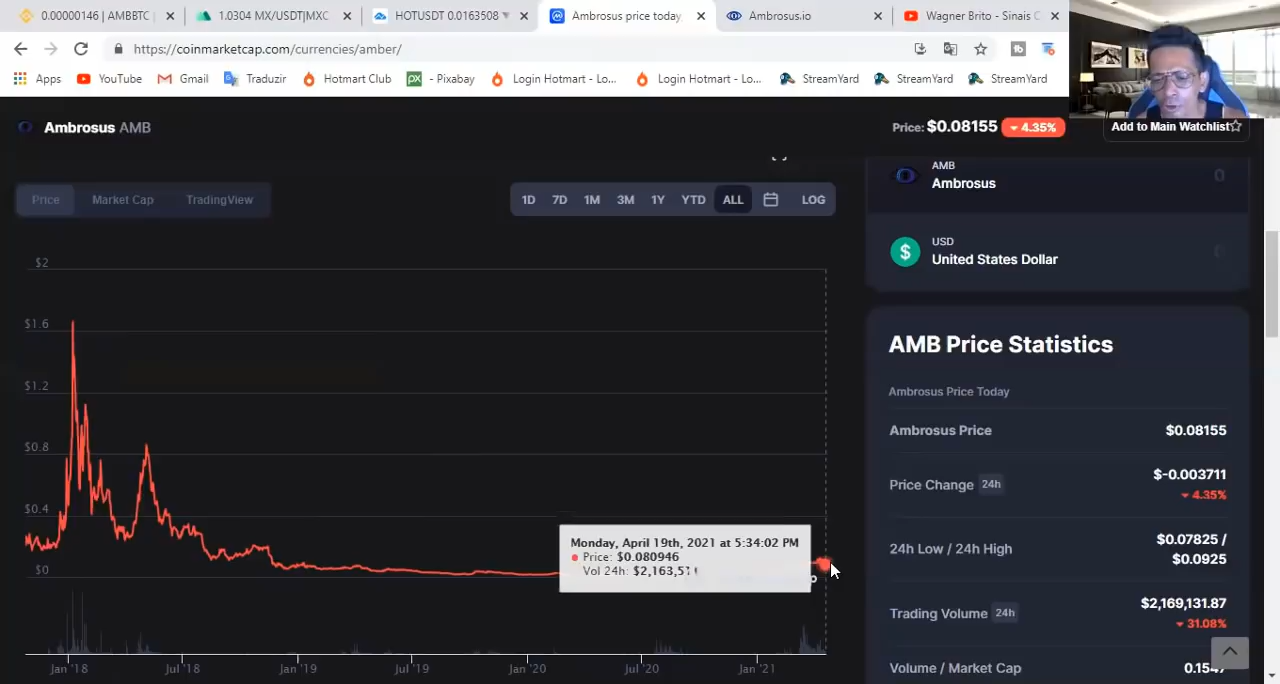 0.00000146 | AMBBTC
1.0304 MX/USDT|MXC
HOTUSDT 0.0163508
Ambrosus price today,
Ambrosus.io
Wagner Brito - Sinais C
https://coinmarketcap.com/currencies/amber/
Apps
YouTube
Gmail
Traduzir
Hotmart Club
px - Pixabay
Login Hotmart - Lo...
Login Hotmart - Lo...
StreamYard
StreamYard
StreamYard
Ambrosus AMB
Price: $0.08155 4.35%
Add to Main Watchlist
Price Market Cap TradingView
1D 7D 1M 3M 1Y YTD ALL LOG
AMB
Ambrosus
0
USD
United States Dollar
$2
$1.6
$1.2
$0.8
$0.4
$0
Monday, April 19th, 2021 at 5:34:02 PM
Price: $0.080946
Vol 24h:
Jan '18 Jul '18 Jan '19 Jul '19 Jan '20 Jul '20 Jan '21
AMB Price Statistics
Ambrosus Price Today
Ambrosus Price $0.08155
Price Change 24h $-0.003711
4.35%
24h Low / 24h High $0.07825 /
$0.0925
Trading Volume 24h $2,169,131.87
31.08%
Volume / Market Cap